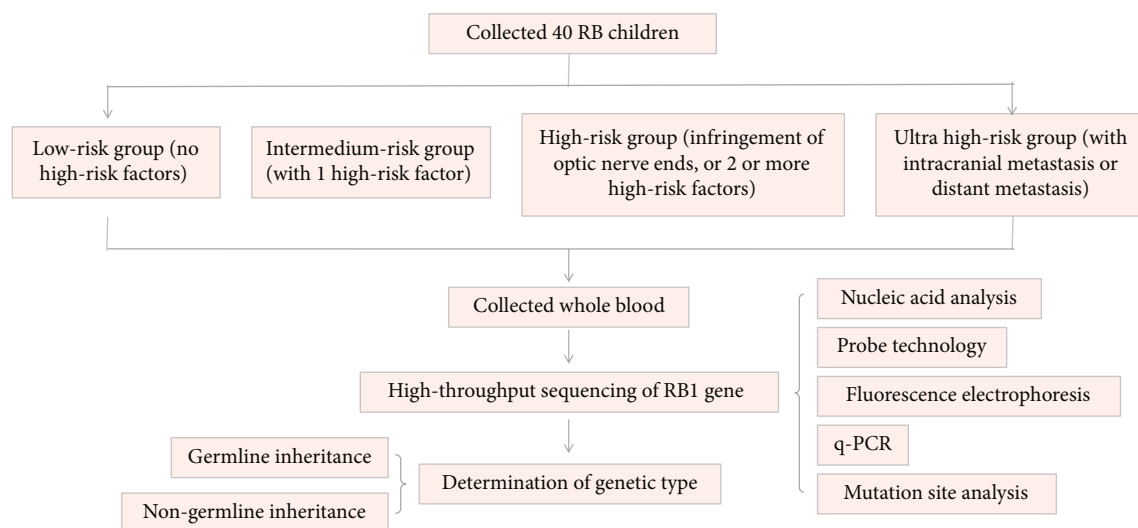 Collected 40 RB children
Low-risk group (no
high-risk factors)
Intermedium-risk group
(with 1 high-risk factor)
High-risk group (infringement of
optic nerve ends, or 2 or more
high-risk factors)
Ultra high-risk group (with
intracranial metastasis or
distant metastasis)
Collected whole blood
High-throughput sequencing of RB1 gene
Nucleic acid analysis
Probe technology
Fluorescence electrophoresis
q-PCR
Mutation site analysis
Germline inheritance
Non-germline inheritance
Determination of genetic type